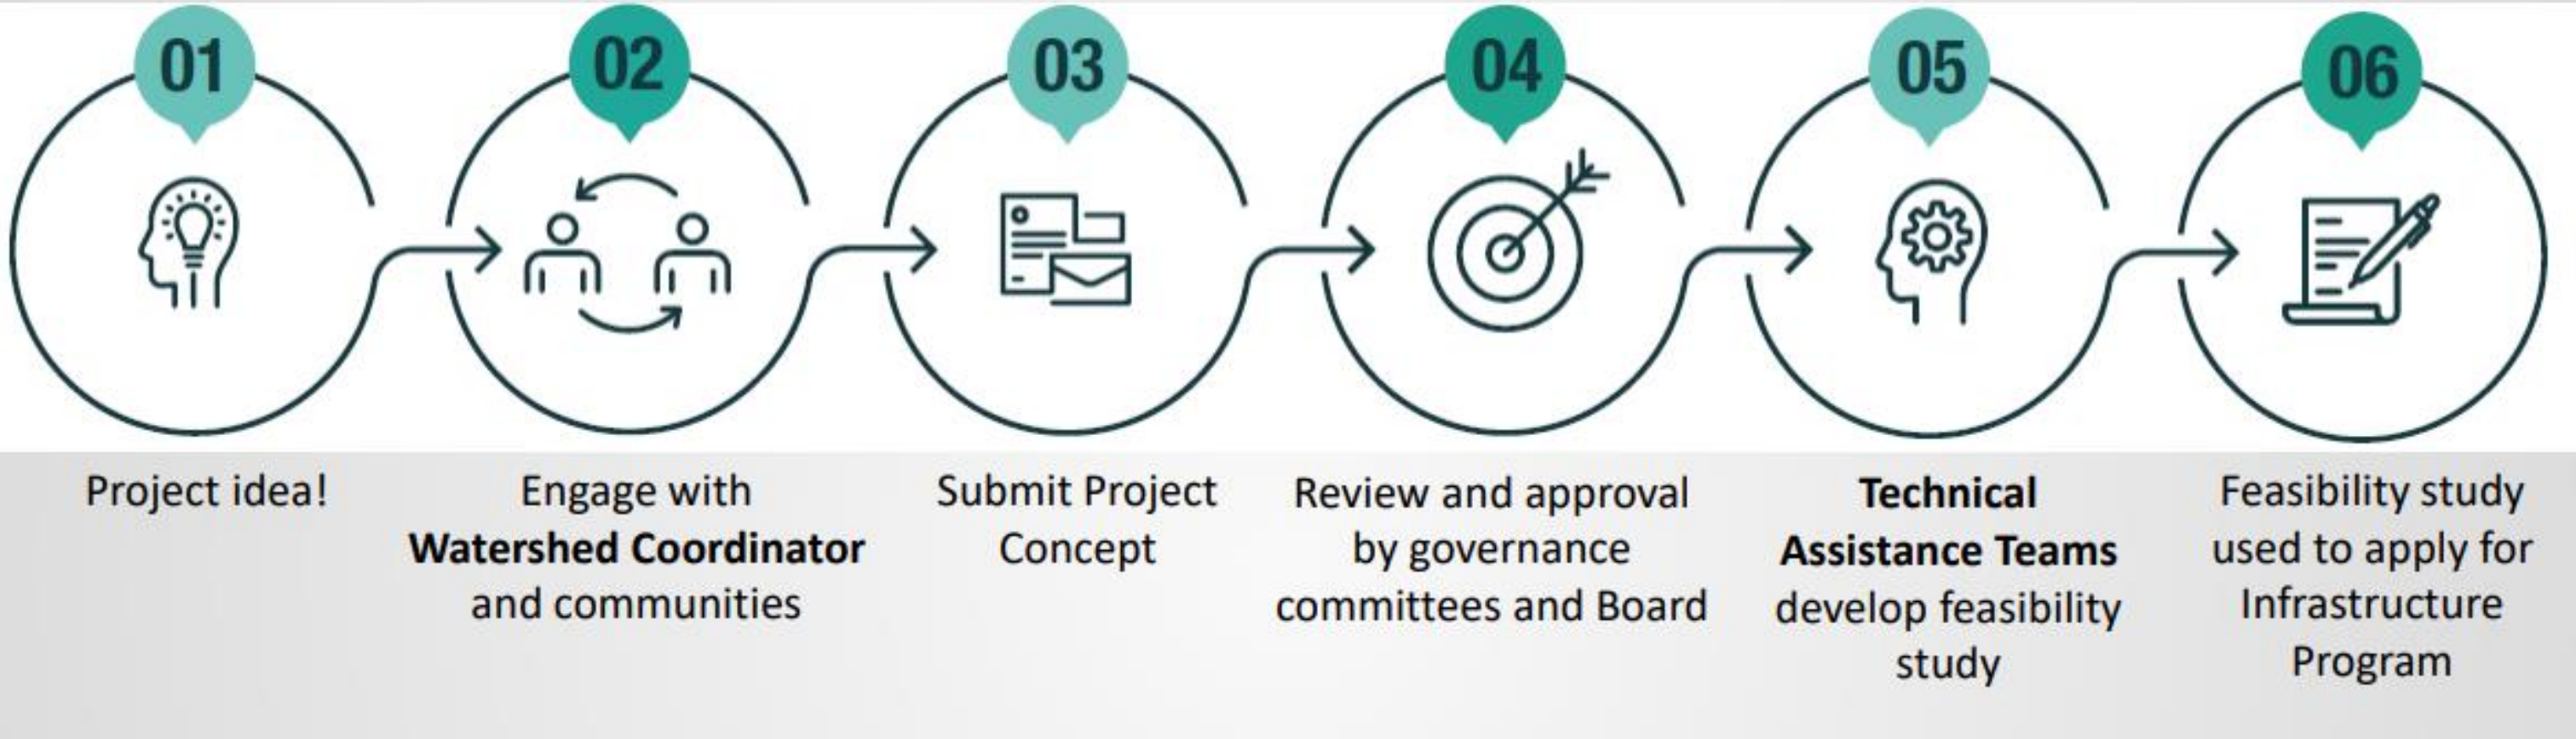 01
Project idea!
02
Engage with
Watershed Coordinator
and communities
03
Submit Project
Concept
04
Review and approval
by governance
committees and Board
05
Technical
Assistance Teams
develop feasibility
study
06
Feasibility study
used to apply for
Infrastructure
Program